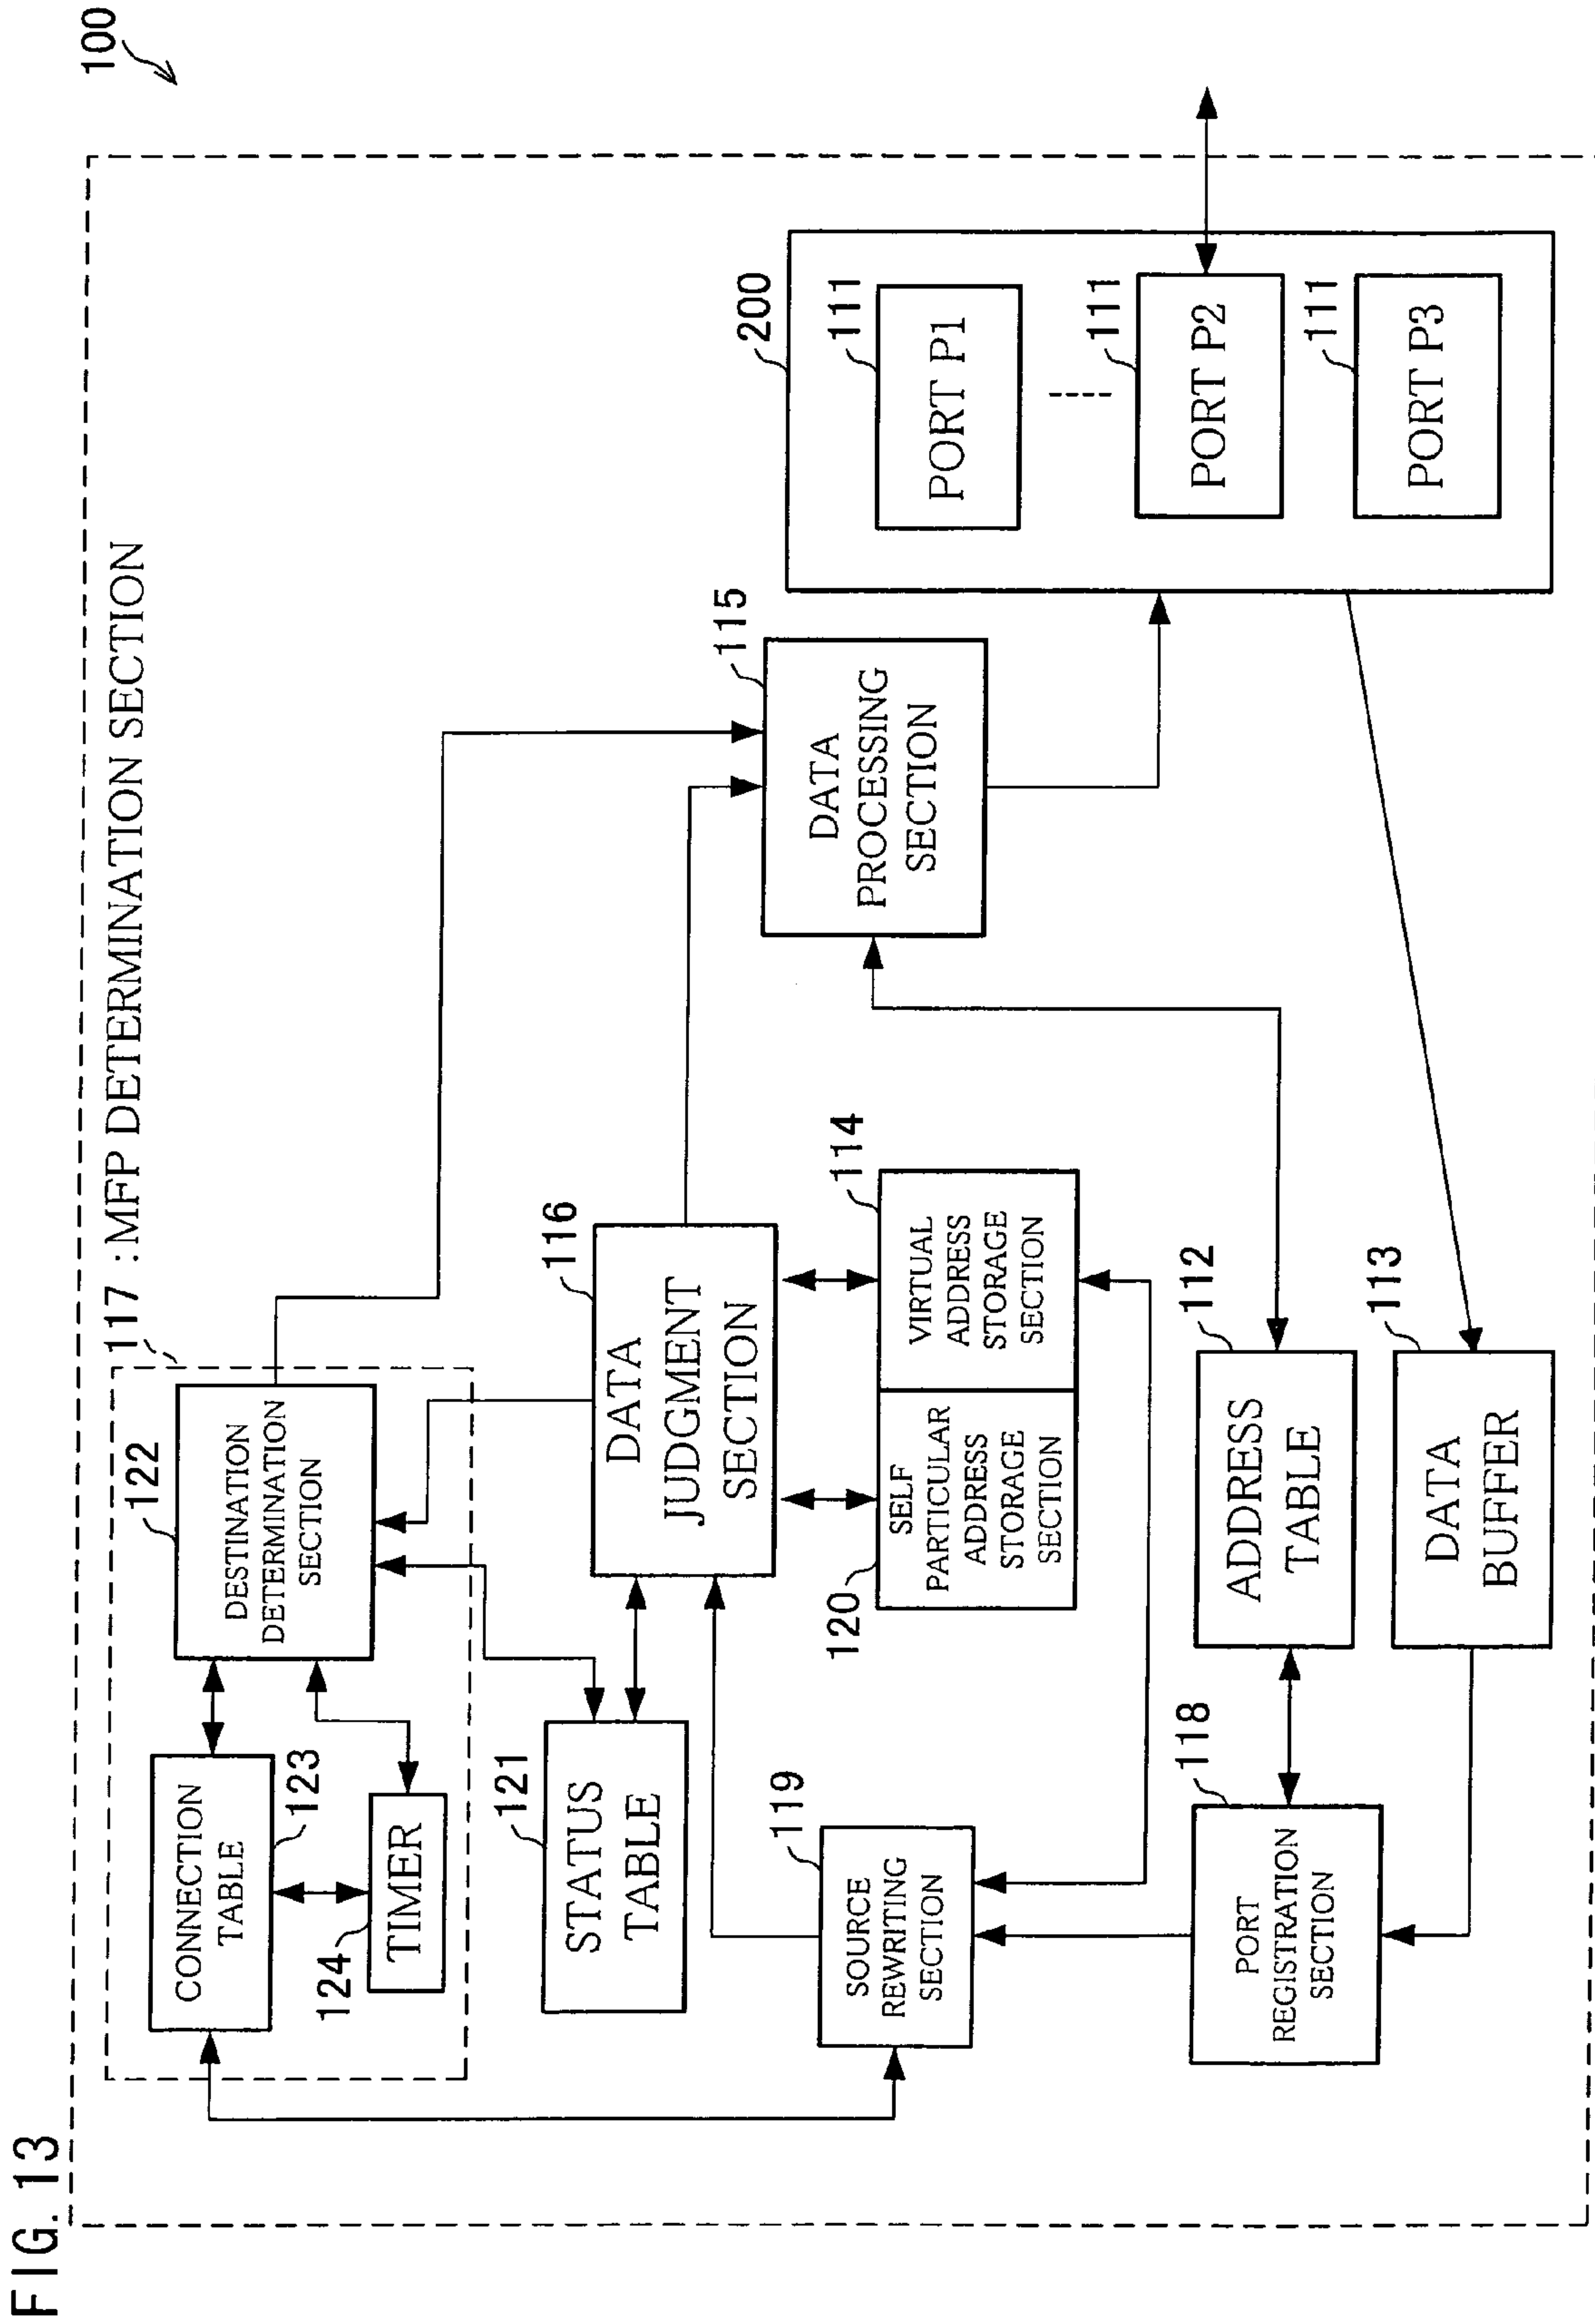 FIG. 13
100
117 : MFP DETERMINATION SECTION
122
DESTINATION
DETERMINATION
SECTION
CONNECTION
TABLE
123
124
TIMER
121
STATUS
TABLE
116
DATA
JUDGMENT
SECTION
115
DATA
PROCESSING
SECTION
200
111
PORT P1
111
PORT P2
111
PORT P3
119
SOURCE
REWRITING
SECTION
120
SELF
PARTICULAR
ADDRESS
STORAGE
SECTION
114
VIRTUAL
ADDRESS
STORAGE
SECTION
118
PORT
REGISTRATION
SECTION
112
ADDRESS
TABLE
113
DATA
BUFFER